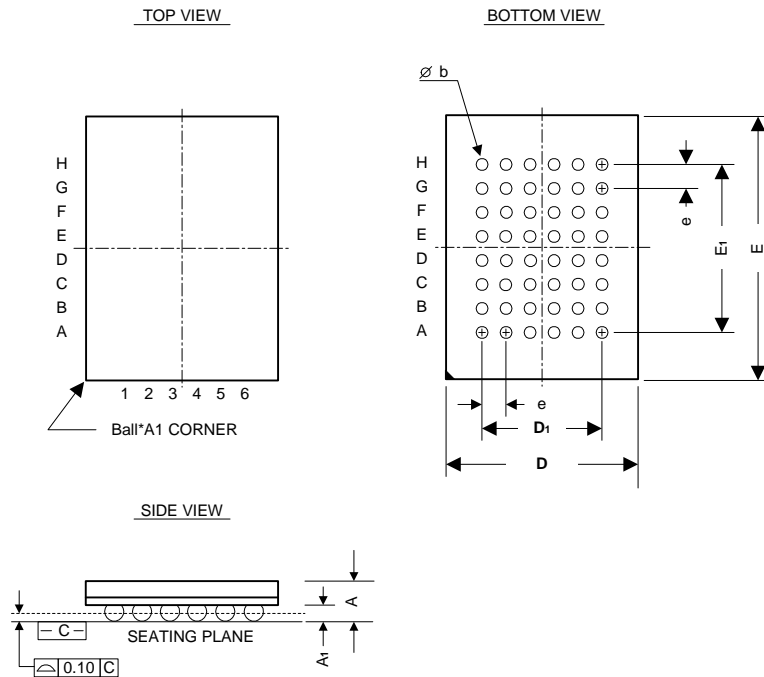 TOP VIEW
BOTTOM VIEW
H
G
F
E
D
C
B
A
1 2 3 4 5 6
Ball*A1 CORNER
⌀ b
H
G
F
E
D
C
B
A
e
E1
E
e
D1
D
SIDE VIEW
A
A1
– C –
SEATING PLANE
⌓ 0.10 C